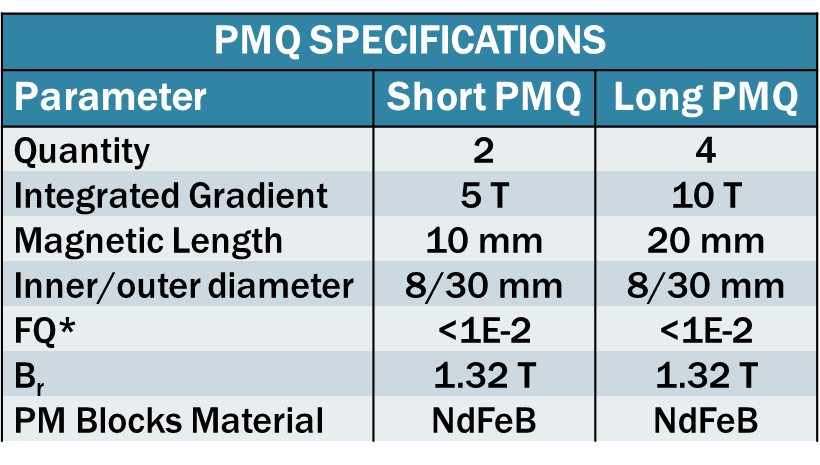 PMQ SPECIFICATIONS
Parameter Short PMQ Long PMQ
Quantity 2 4
Integrated Gradient 5 T 10 T
Magnetic Length 10 mm 20 mm
Inner/outer diameter 8/30 mm 8/30 mm
FQ* <1E-2 <1E-2
Br 1.32 T 1.32 T
PM Blocks Material NdFeB NdFeB